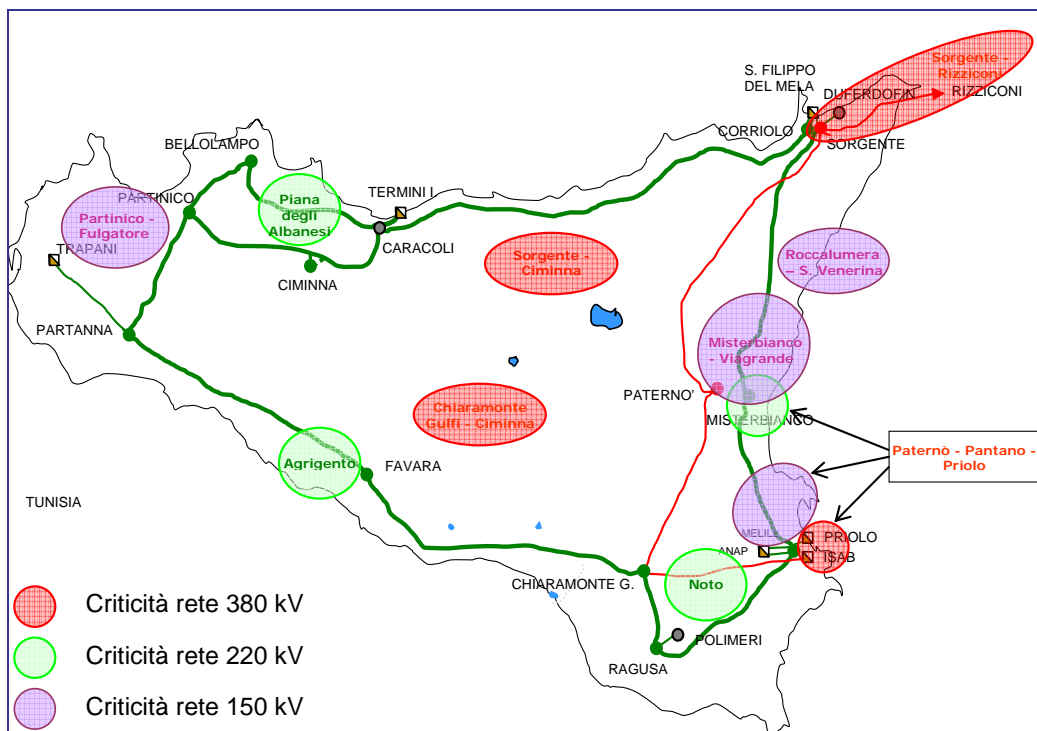 Sorgente -
Rizziconi
S. FILIPPO
DEL MELA
DUFERDOFIN
RIZZICONI
CORRIOLO
SORGENTE
BELLOLAMPO
TERMINI I.
PARTINICO
Piana
degli
Albanesi
Partinico -
Fulgatore
TRAPANI
CARACOLI
Sorgente -
Ciminna
Roccalumera
– S. Venerina
CIMINNA
PARTANNA
Misterbianco
- Viagrande
PATERNO'
MISTERBIANCO
Chiaramonte
Gulfi - Ciminna
Paternò - Pantano -
Priolo
Agrigento
FAVARA
TUNISIA
MELILLI
PRIOLO
ANAP
ISAB
CHIARAMONTE G.
Noto
POLIMERI
RAGUSA
Criticità rete 380 kV
Criticità rete 220 kV
Criticità rete 150 kV